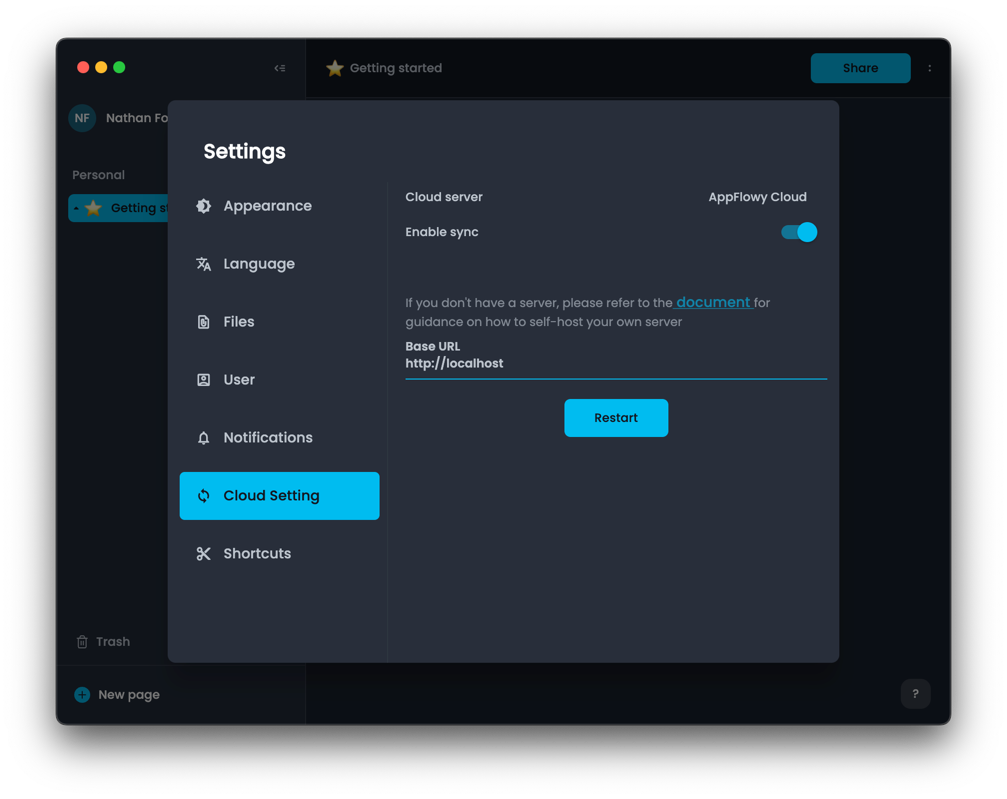 Getting started
Share
NF
Nathan Fo
Personal
Getting st
Settings
Appearance
Language
Files
User
Notifications
Cloud Setting
Shortcuts
Cloud server
AppFlowy Cloud
Enable sync
If you don't have a server, please refer to the document for
guidance on how to self-host your own server
Base URL
http://localhost
Restart
Trash
New page
?